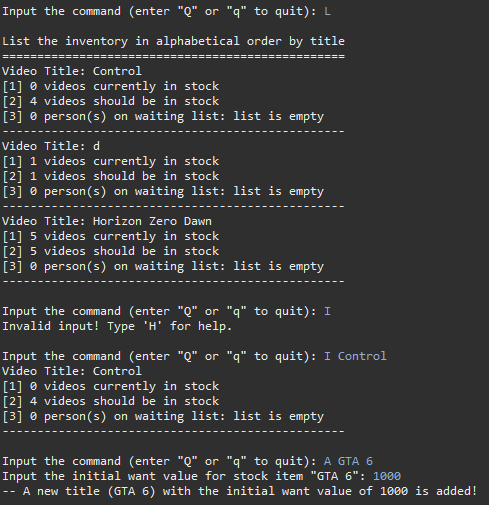 Input the command (enter "Q" or "q" to quit): L
List the inventory in alphabetical order by title
=================================================
Video Title: Control
[1] 0 videos currently in stock
[2] 4 videos should be in stock
[3] 0 person(s) on waiting list: list is empty
-------------------------------------------------
Video Title: d
[1] 1 videos currently in stock
[2] 1 videos should be in stock
[3] 0 person(s) on waiting list: list is empty
-------------------------------------------------
Video Title: Horizon Zero Dawn
[1] 5 videos currently in stock
[2] 5 videos should be in stock
[3] 0 person(s) on waiting list: list is empty
-------------------------------------------------
Input the command (enter "Q" or "q" to quit): I
Invalid input! Type 'H' for help.
Input the command (enter "Q" or "q" to quit): I Control
Video Title: Control
[1] 0 videos currently in stock
[2] 4 videos should be in stock
[3] 0 person(s) on waiting list: list is empty
-------------------------------------------------
Input the command (enter "Q" or "q" to quit): A GTA 6
Input the initial want value for stock item "GTA 6": 1000
-- A new title (GTA 6) with the initial want value of 1000 is added!